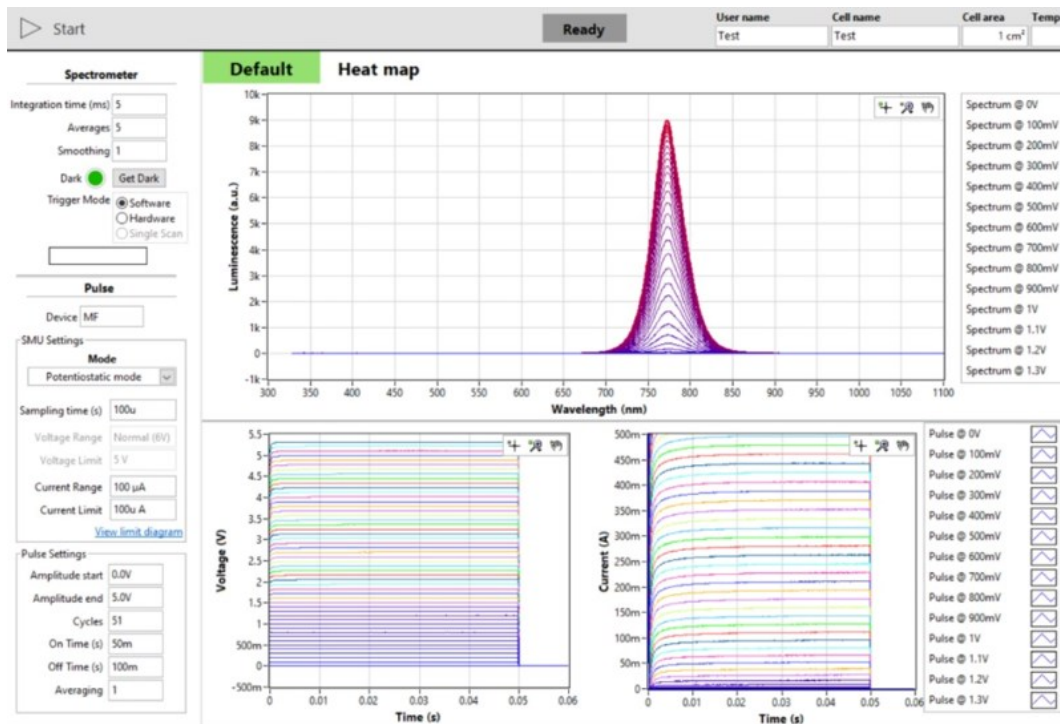 Start
Ready
User name
Cell name
Cell area
Temp
Test
Test
1 cm²
Spectrometer
Integration time (ms) 5
Averages 5
Smoothing 1
Dark Get Dark
Trigger Mode Software
Hardware
Single Scan
Pulse
Device MF
SMU Settings
Mode
Potentiostatic mode
Sampling time (s) 100u
Voltage Range Normal (6V)
Voltage Limit 5 V
Current Range 100 µA
Current Limit 100u A
View limit diagram
Pulse Settings
Amplitude start 0.0V
Amplitude end 5.0V
Cycles 51
On Time (s) 50m
Off Time (s) 100m
Averaging 1
Default Heat map
10k
9k
8k
7k
6k
5k
4k
3k
2k
1k
0
-1k
Luminescence (a.u.)
300 350 400 450 500 550 600 650 700 750 800 850 900 950 1000 1050 1100
Wavelength (nm)
Spectrum @ 0V
Spectrum @ 100mV
Spectrum @ 200mV
Spectrum @ 300mV
Spectrum @ 400mV
Spectrum @ 500mV
Spectrum @ 600mV
Spectrum @ 700mV
Spectrum @ 800mV
Spectrum @ 900mV
Spectrum @ 1V
Spectrum @ 1.1V
Spectrum @ 1.2V
Spectrum @ 1.3V
5.5
5
4.5
4
3.5
3
2.5
2
1.5
1
500m
0
-500m
Voltage (V)
0 0.01 0.02 0.03 0.04 0.05 0.06
Time (s)
500m
450m
400m
350m
300m
250m
200m
150m
100m
50m
0
Current (A)
0 0.01 0.02 0.03 0.04 0.05 0.06
Time (s)
Pulse @ 0V
Pulse @ 100mV
Pulse @ 200mV
Pulse @ 300mV
Pulse @ 400mV
Pulse @ 500mV
Pulse @ 600mV
Pulse @ 700mV
Pulse @ 800mV
Pulse @ 900mV
Pulse @ 1V
Pulse @ 1.1V
Pulse @ 1.2V
Pulse @ 1.3V